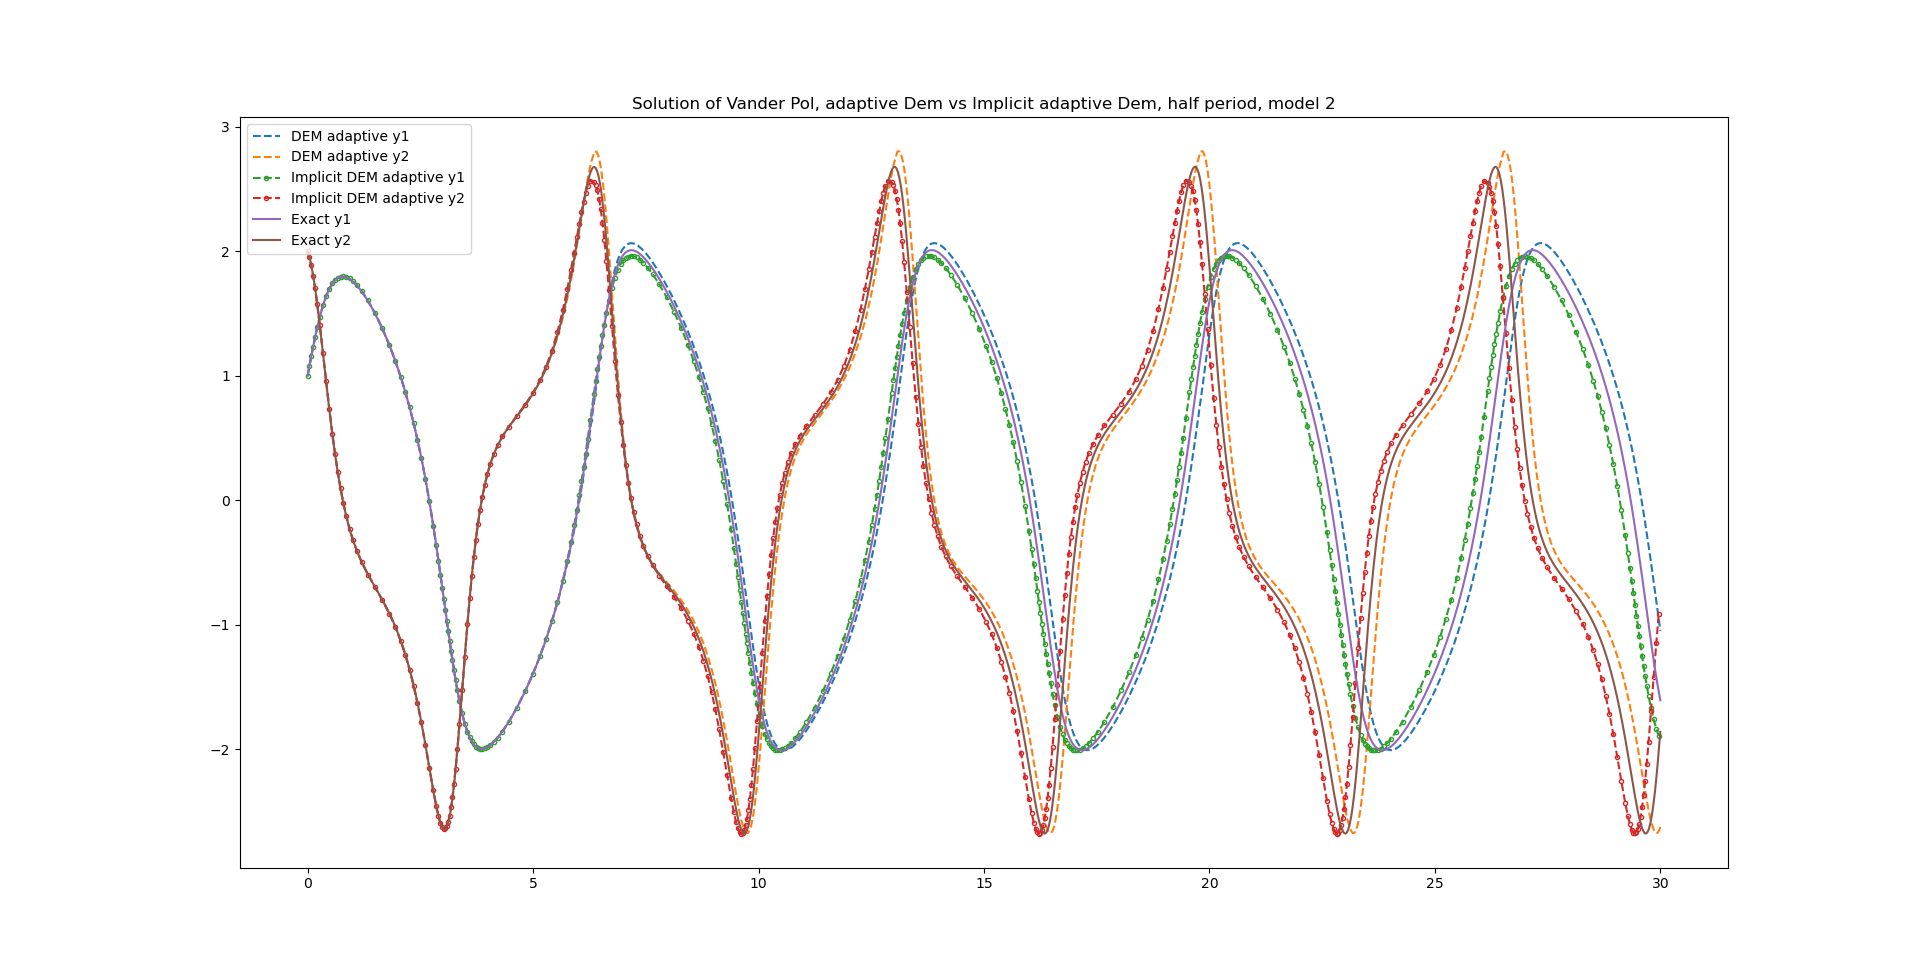 Solution of Vander Pol, adaptive Dem vs Implicit adaptive Dem, half period, model 2
DEM adaptive y1
DEM adaptive y2
Implicit DEM adaptive y1
Implicit DEM adaptive y2
Exact y1
Exact y2
3
2
1
0
−1
−2
0 5 10 15 20 25 30